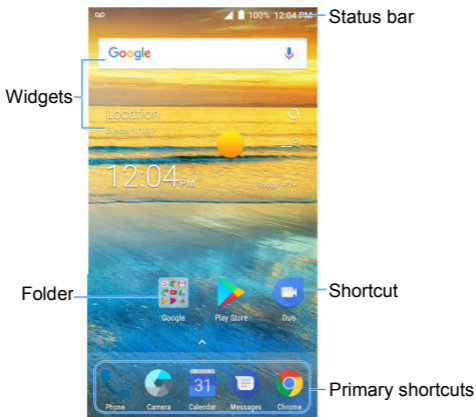 100% 12:04 PM
Status bar
Google
Widgets
Location
12:04 PM
Folder
Shortcut
Google
Play Store
Duo
31
Phone
Camera
Calendar
Messages
Chrome
Primary shortcuts